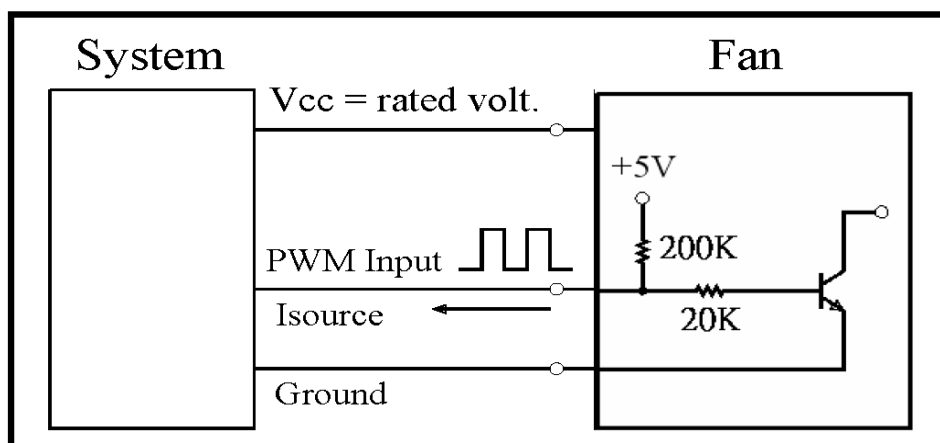 System
Fan
Vcc = rated volt.
+5V
200K
PWM Input
20K
Isource
Ground